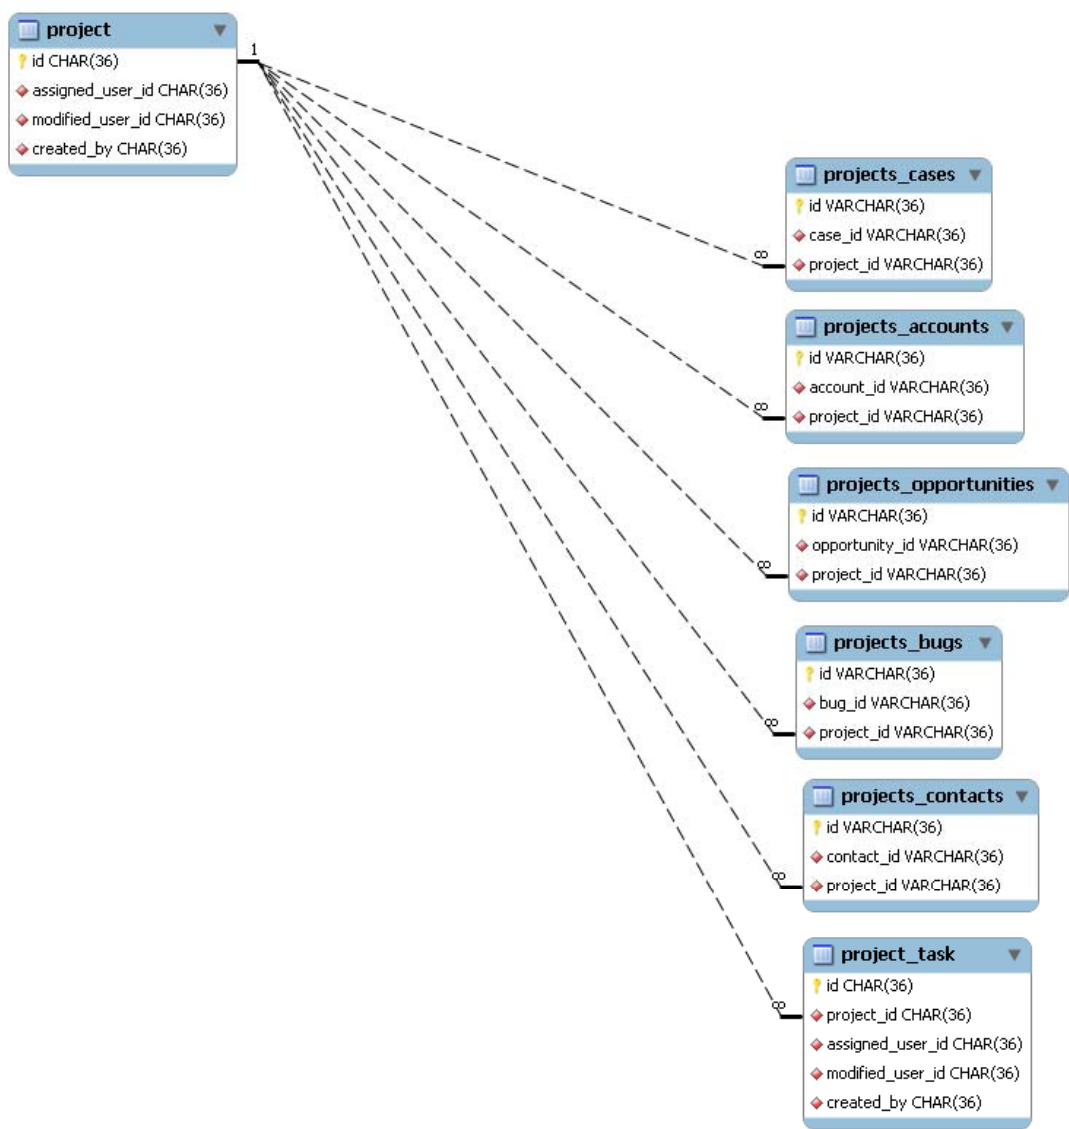 project
id CHAR(36)
assigned_user_id CHAR(36)
modified_user_id CHAR(36)
created_by CHAR(36)
1
projects_cases
id VARCHAR(36)
case_id VARCHAR(36)
∞
project_id VARCHAR(36)
projects_accounts
id VARCHAR(36)
account_id VARCHAR(36)
∞
project_id VARCHAR(36)
projects_opportunities
id VARCHAR(36)
opportunity_id VARCHAR(36)
∞
project_id VARCHAR(36)
projects_bugs
id VARCHAR(36)
bug_id VARCHAR(36)
∞
project_id VARCHAR(36)
projects_contacts
id VARCHAR(36)
contact_id VARCHAR(36)
∞
project_id VARCHAR(36)
project_task
id CHAR(36)
∞
project_id CHAR(36)
assigned_user_id CHAR(36)
modified_user_id CHAR(36)
created_by CHAR(36)